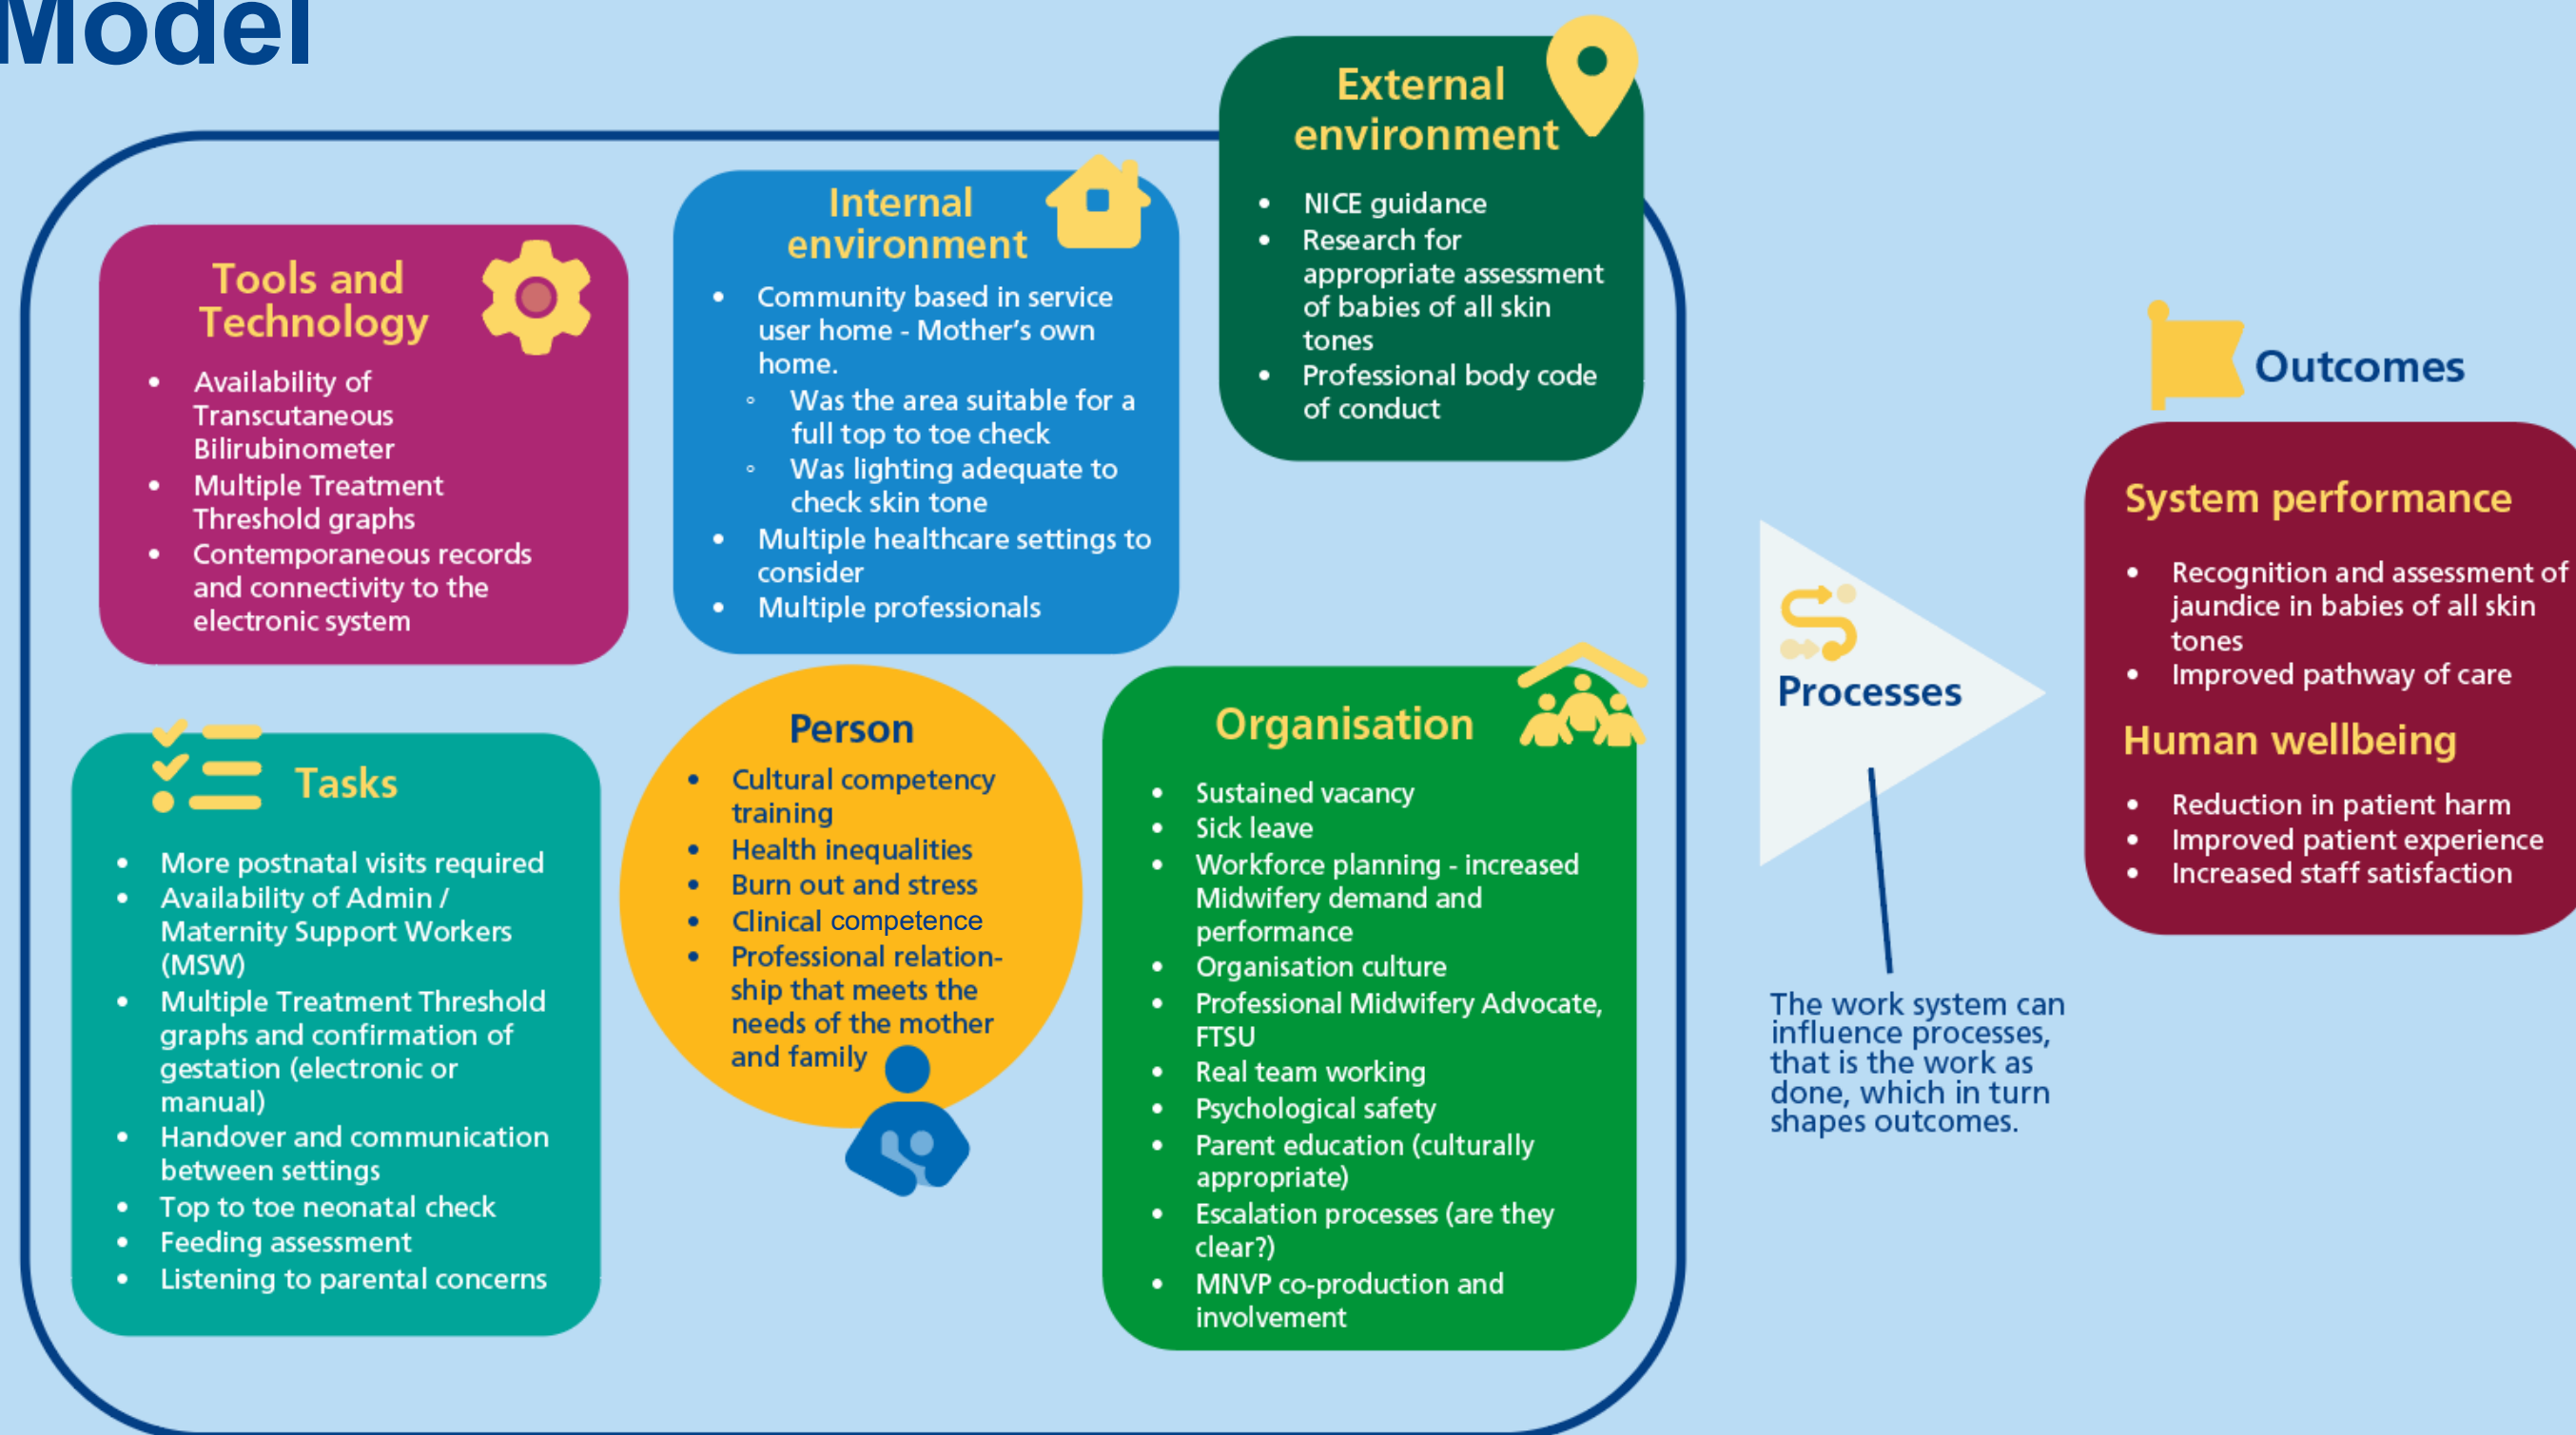 Model
Tools and
Technology
Availability of
Transcutaneous
Bilirubinometer
Multiple Treatment
Threshold graphs
Contemporaneous records
and connectivity to the
electronic system
Internal
environment
Community based in service
user home - Mother's own
home.
Was the area suitable for a
full top to toe check
Was lighting adequate to
check skin tone
Multiple healthcare settings to
consider
Multiple professionals
External
environment
NICE guidance
Research for
appropriate assessment
of babies of all skin
tones
Professional body code
of conduct
Tasks
More postnatal visits required
Availability of Admin /
Maternity Support Workers
(MSW)
Multiple Treatment Threshold
graphs and confirmation of
gestation (electronic or
manual)
Handover and communication
between settings
Top to toe neonatal check
Feeding assessment
Listening to parental concerns
Person
Cultural competency
training
Health inequalities
Burn out and stress
Clinical competence
Professional relation-
ship that meets the
needs of the mother
and family
Organisation
Sustained vacancy
Sick leave
Workforce planning - increased
Midwifery demand and
performance
Organisation culture
Professional Midwifery Advocate,
FTSU
Real team working
Psychological safety
Parent education (culturally
appropriate)
Escalation processes (are they
clear?)
MNVP co-production and
involvement
Processes
The work system can
influence processes,
that is the work as
done, which in turn
shapes outcomes.
Outcomes
System performance
Recognition and assessment of
jaundice in babies of all skin
tones
Improved pathway of care
Human wellbeing
Reduction in patient harm
Improved patient experience
Increased staff satisfaction